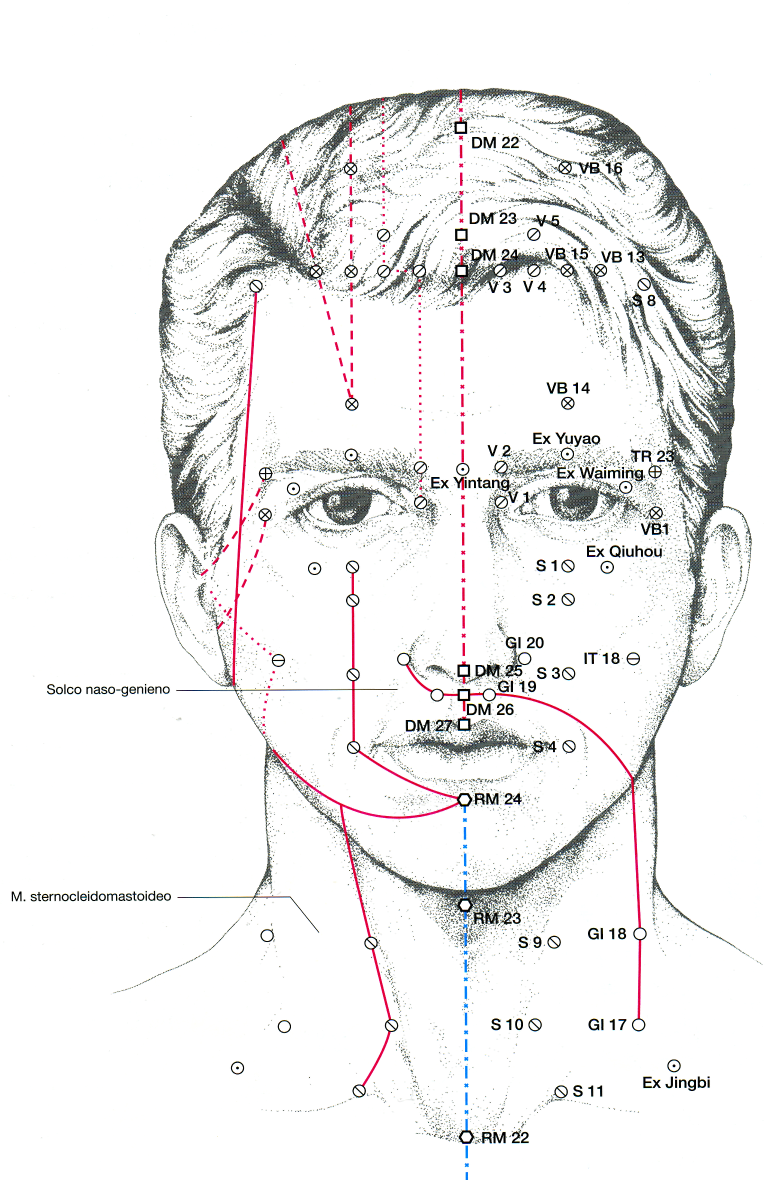 DM 22
VB 16
DM 23
V 5
DM 24
VB 15
VB 13
V 3
V 4
S 8
VB 14
Ex Yuyao
V 2
TR 23
Ex Waiming
Ex Yintang
V 1
VB1
Ex Qiuhou
S 1
S 2
GI 20
IT 18
DM 25
S 3
Solco naso-genieno
GI 19
DM 26
DM 27
S 4
RM 24
M. sternocleidomastoideo
RM 23
GI 18
S 9
S 10
GI 17
Ex Jingbi
S 11
RM 22